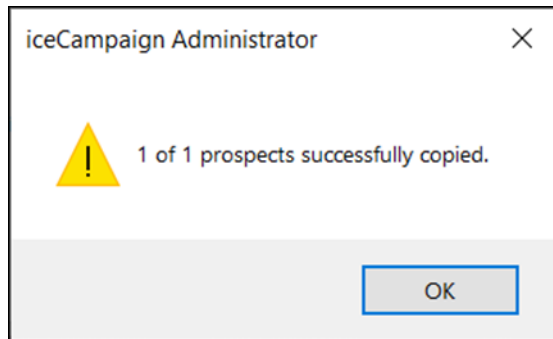 iceCampaign Administrator
1 of 1 prospects successfully copied.
OK